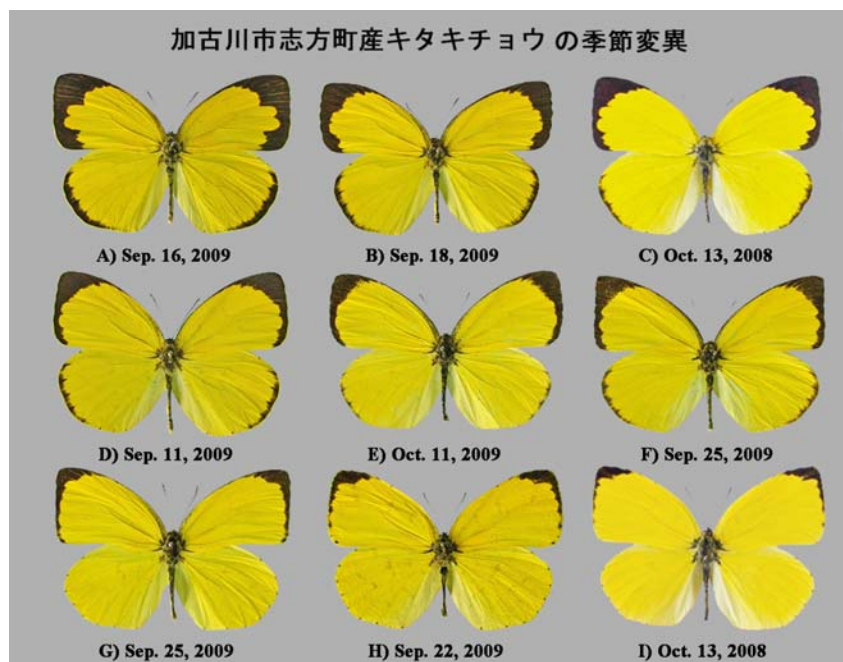 加古川市志方町産キタキチョウ の季節変異
A) Sep. 16, 2009
B) Sep. 18, 2009
C) Oct. 13, 2008
D) Sep. 11, 2009
E) Oct. 11, 2009
F) Sep. 25, 2009
G) Sep. 25, 2009
H) Sep. 22, 2009
I) Oct. 13, 2008